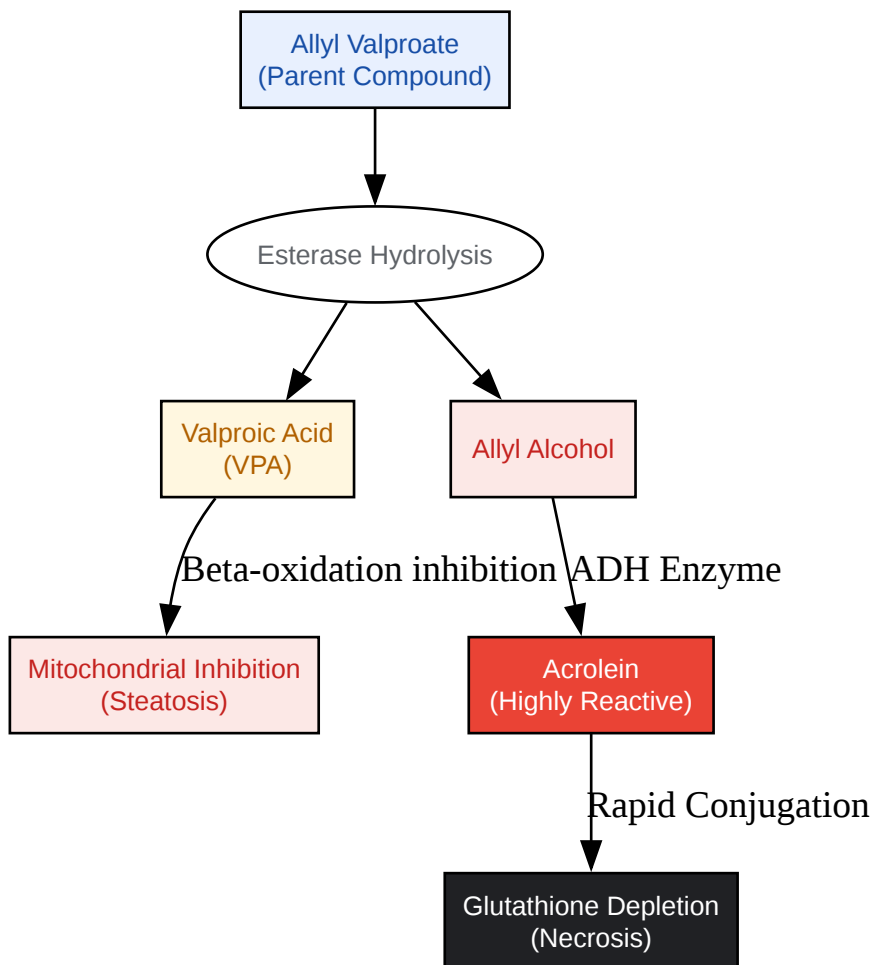 Allyl Valproate
(Parent Compound)
Esterase Hydrolysis
Valproic Acid
(VPA)
Allyl Alcohol
Beta-oxidation inhibition
ADH Enzyme
Mitochondrial Inhibition
(Steatosis)
Acrolein
(Highly Reactive)
Rapid Conjugation
Glutathione Depletion
(Necrosis)